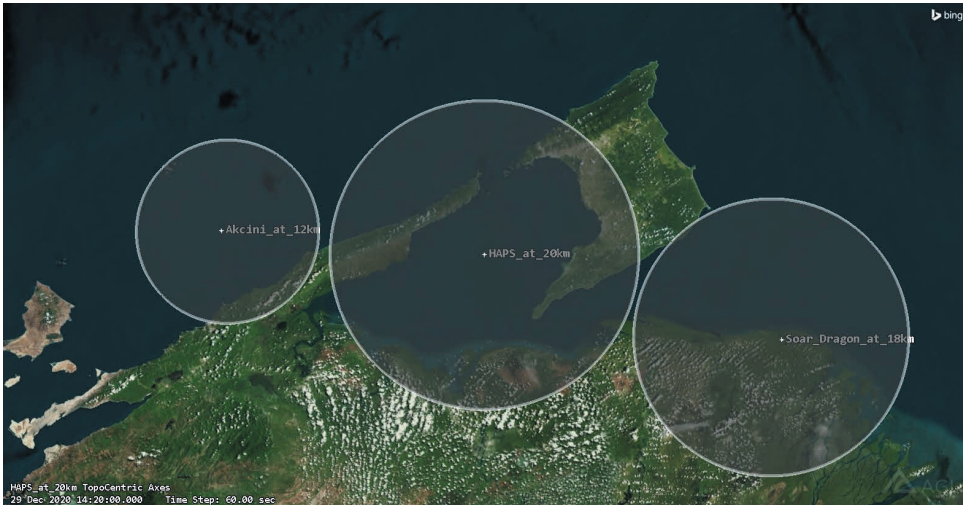 bing
Akcini_at_12km
HAPS_at_20km
Soar_Dragon_at_18km
HAPS_at_20km TopoCentric Axes
29 Dec 2020 14:20:00.000 Time Step: 60.00 sec
AGI